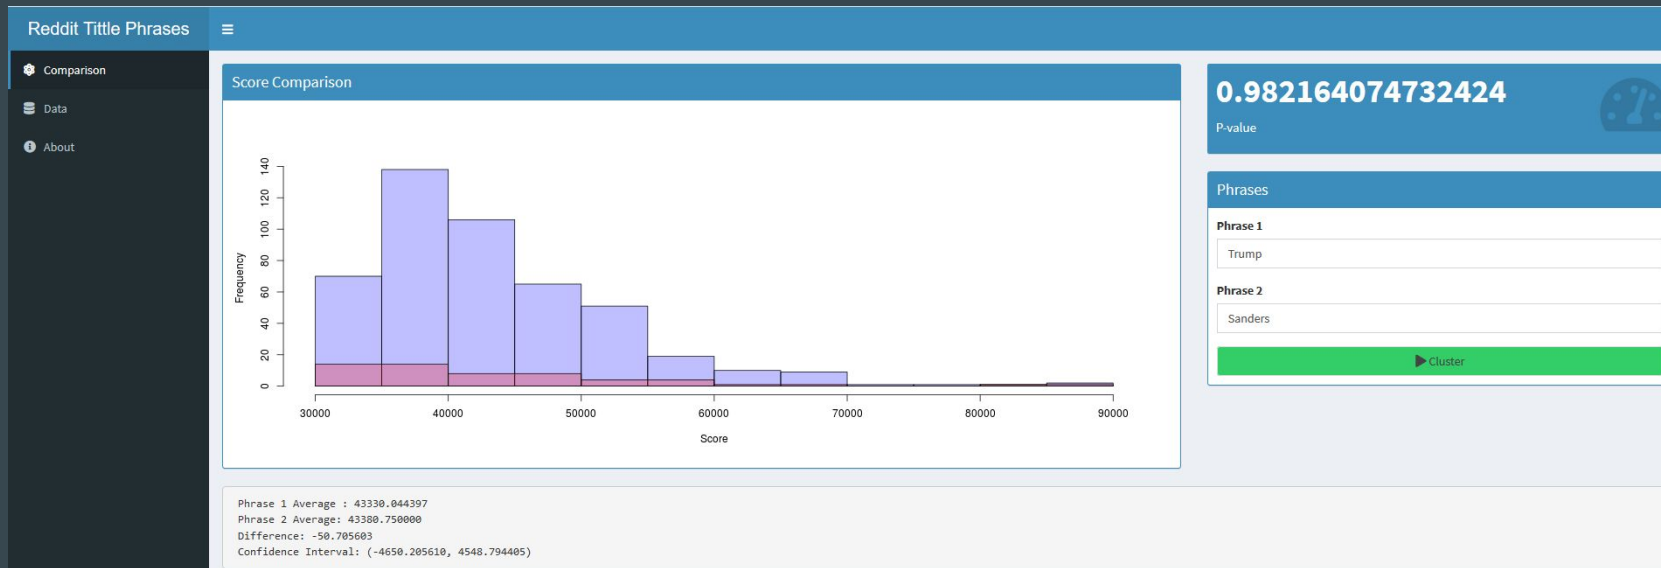 Reddit Tittle Phrases
Comparison
Data
About
Score Comparison
Frequency
0
20
40
60
80
100
120
140
30000
40000
50000
60000
70000
80000
90000
Score
0.982164074732424
P-value
Phrases
Phrase 1
Trump
Phrase 2
Sanders
Cluster
Phrase 1 Average : 43330.044397
Phrase 2 Average: 43380.750000
Difference: -50.705603
Confidence Interval: (-4650.205610, 4548.794405)